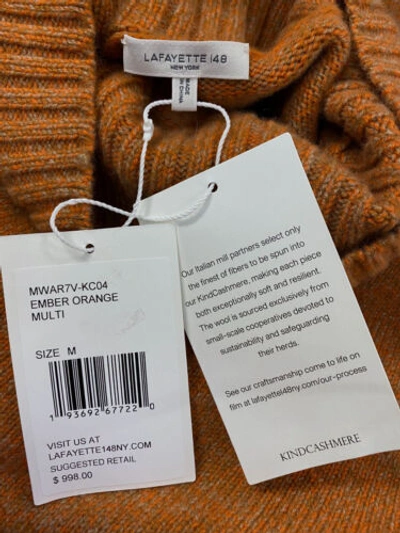 LAFAYETTE 148
NEW YORK
MADE
IN CHINA
MWAR7V-KC04
EMBER ORANGE
MULTI
SIZE M
1 93692 67722 0
VISIT US AT
LAFAYETTE148NY.COM
SUGGESTED RETAIL
$ 998.00
Our Italian mill partners select only
the finest of fibers to be spun into
our KindCashmere, making each piece
both exceptionally soft and resilient.
The wool is sourced exclusively from
small-scale cooperatives devoted to
sustainability and safeguarding
their herds.
See our craftsmanship come to life on
film at lafayette148ny.com/our-process
KINDCASHMERE